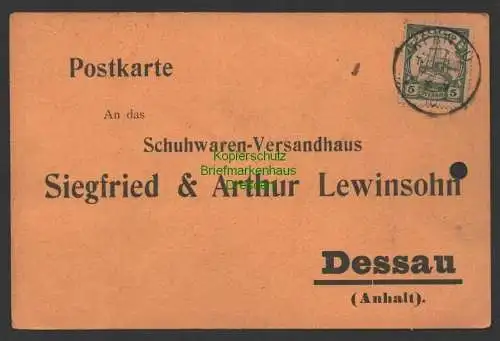 Postkarte
An das
Schuhwaren-Versandhaus
Kopierschutz
Briefmarkenhaus
Dresden
Siegfried & Arthur Lewinsohn
Dessau
(Anhalt).
5 5